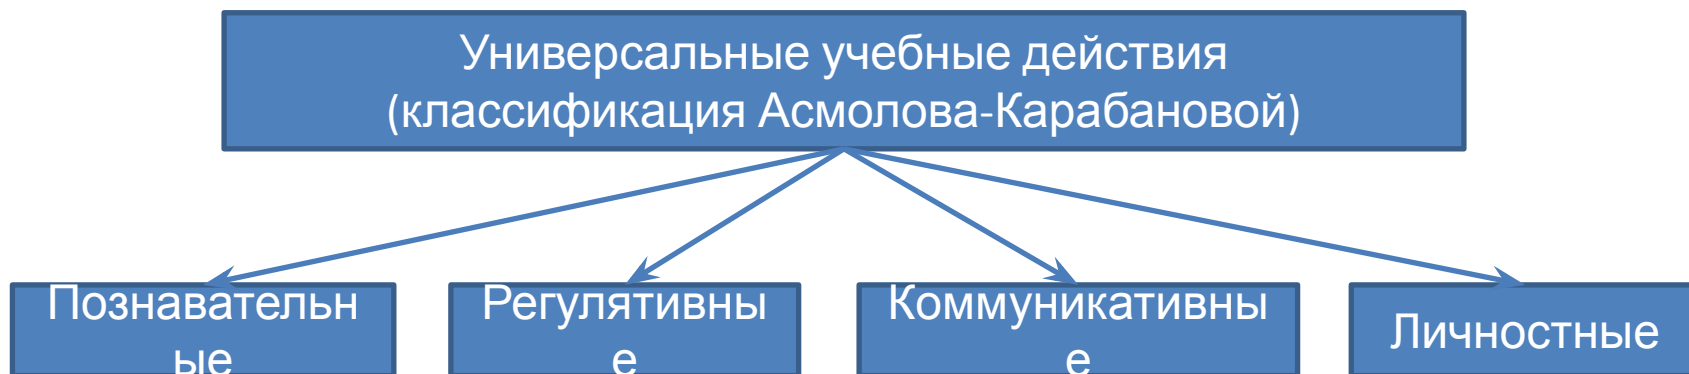 Универсальные учебные действия
(классификация Асмолова-Карабановой)
Познавательн
ые
Регулятивны
е
Коммуникативны
е
Личностные